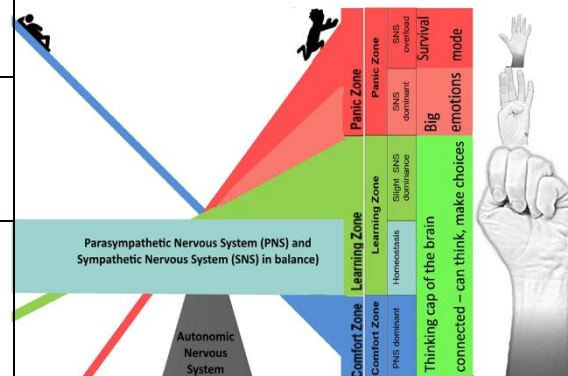 Parasympathetic Nervous System (PNS) and
Sympathetic Nervous System (SNS) in balance)
Autonomic
Nervous
System
Panic Zone
Learning Zone
Comfort Zone
Panic Zone
Learning Zone
Comfort Zone
SNS
overload
SNS
dominant
Slight SNS
dominance
Homeostasis
PNS dominant
Survival
mode
Big
emotions
Thinking cap of the brain
connected – can think, make choices